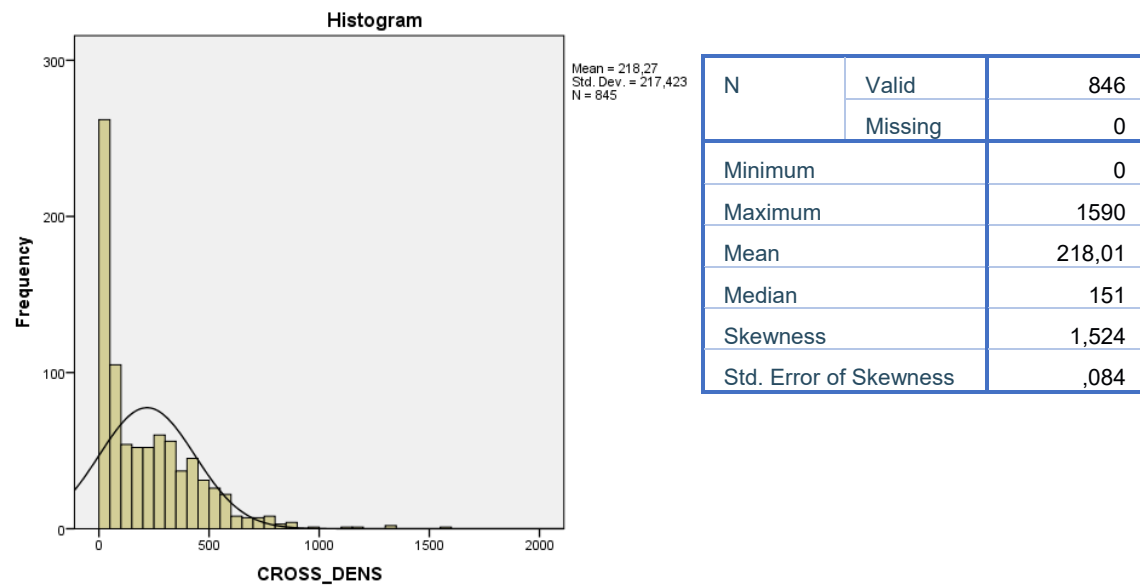 Histogram
300
200
100
0
Frequency
0 500 1000 1500 2000
CROSS_DENS
Mean = 218,27
Std. Dev. = 217,423
N = 845
N Valid 846
Missing 0
Minimum 0
Maximum 1590
Mean 218,01
Median 151
Skewness 1,524
Std. Error of Skewness ,084